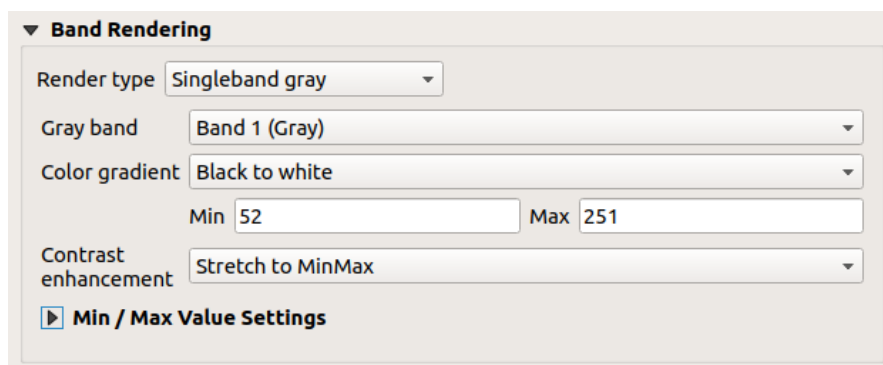 Band Rendering
Render type Singleband gray
Gray band Band 1 (Gray)
Color gradient Black to white
Min 52 Max 251
Contrast enhancement Stretch to MinMax
Min / Max Value Settings